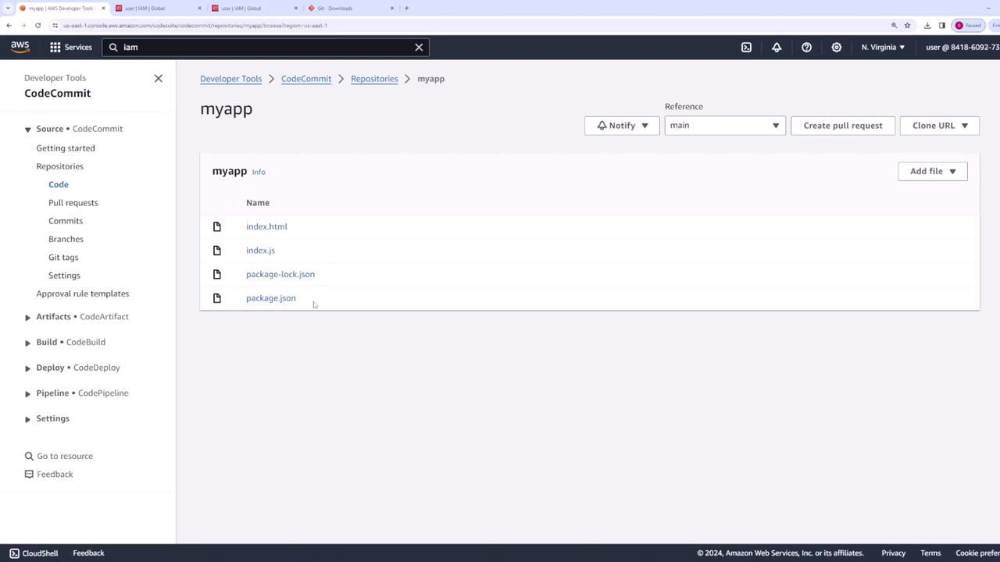 myapp | AWS Developer Tools
user | IAM | Global
user | IAM | Global
Git - Downloads
us-east-1.console.aws.amazon.com/codesuite/codecommit/repositories/myapp/browse?region=us-east-1
Paused
aws
Services
iam
N. Virginia
user @ 8418-6092-73
Developer Tools
CodeCommit
Source • CodeCommit
Getting started
Repositories
Code
Pull requests
Commits
Branches
Git tags
Settings
Approval rule templates
Artifacts • CodeArtifact
Build • CodeBuild
Deploy • CodeDeploy
Pipeline • CodePipeline
Settings
Go to resource
Feedback
Developer Tools > CodeCommit > Repositories > myapp
myapp
Notify
Reference
main
Create pull request
Clone URL
myapp Info
Add file
Name
index.html
index.js
package-lock.json
package.json
CloudShell
Feedback
© 2024, Amazon Web Services, Inc. or its affiliates.
Privacy
Terms
Cookie prefer